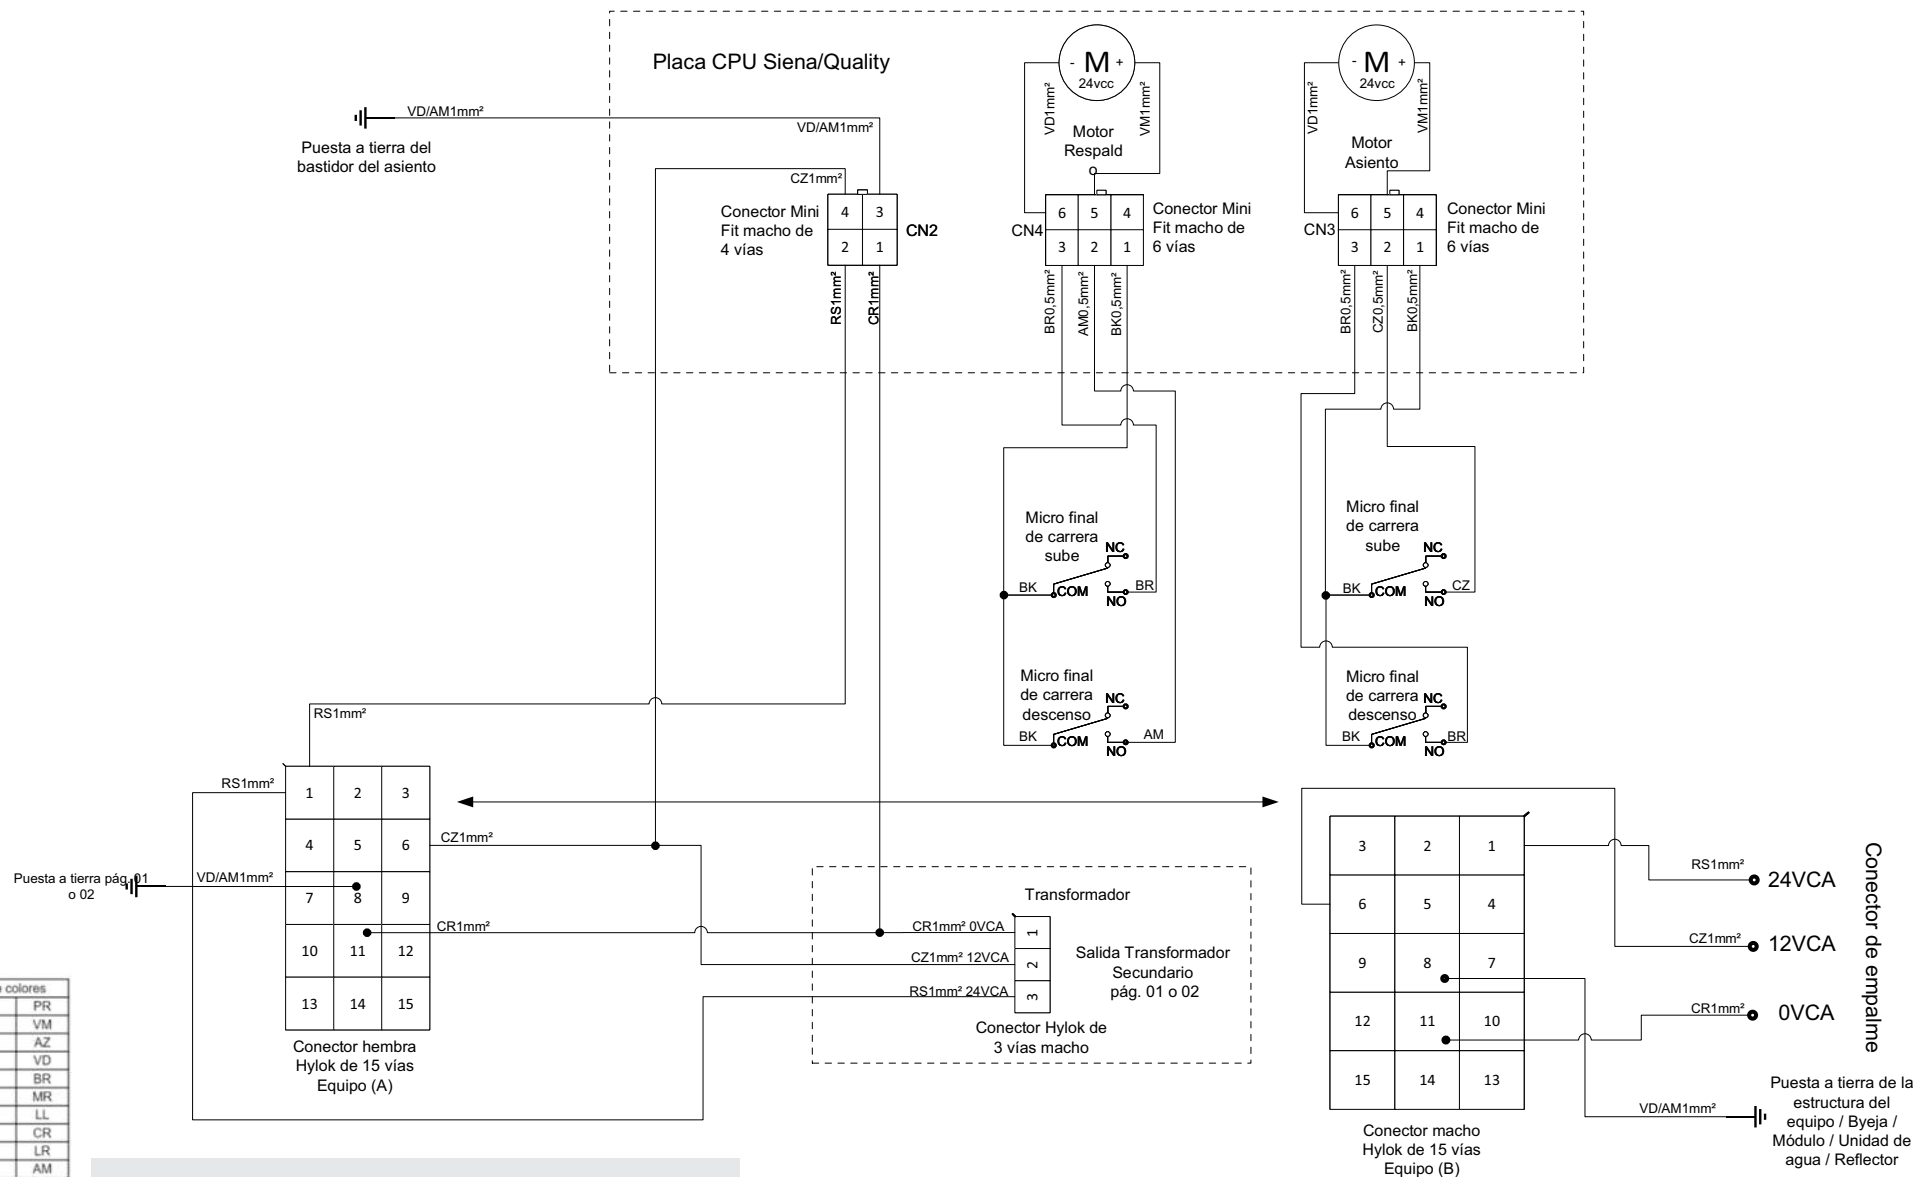 Placa CPU Siena/Quality
- M +
24vcc
VD1mm²
VM1mm²
Motor
Respald
o
- M +
24vcc
VD1mm²
VM1mm²
Motor
Asiento
VD/AM1mm²
VD/AM1mm²
Puesta a tierra del
bastidor del asiento
CZ1mm²
Conector Mini
Fit macho de
4 vías
4 3
2 1
CN2
RS1mm²
CR1mm²
CN4
6 5 4
3 2 1
Conector Mini
Fit macho de
6 vías
BR0,5mm²
AM0,5mm²
BK0,5mm²
CN3
6 5 4
3 2 1
Conector Mini
Fit macho de
6 vías
BR0,5mm²
CZ0,5mm²
BK0,5mm²
Micro final
de carrera
sube
NC
BK
COM
NO
BR
Micro final
de carrera
sube
NC
BK
COM
NO
CZ
Micro final
de carrera
descenso
NC
BK
COM
NO
AM
Micro final
de carrera
descenso
NC
BK
COM
NO
BR
RS1mm²
RS1mm²
1 2 3
4 5 6
7 8 9
10 11 12
13 14 15
CZ1mm²
Puesta a tierra pág. 01
o 02
VD/AM1mm²
CR1mm²
Conector hembra
Hylok de 15 vías
Equipo (A)
Transformador
CR1mm² 0VCA
CZ1mm² 12VCA
RS1mm² 24VCA
1
2
3
Salida Transformador
Secundario
pág. 01 o 02
Conector Hylok de
3 vías macho
3 2 1
6 5 4
9 8 7
12 11 10
15 14 13
Conector macho
Hylok de 15 vías
Equipo (B)
RS1mm²
24VCA
CZ1mm²
12VCA
CR1mm²
0VCA
Conector de empalme
VD/AM1mm²
Puesta a tierra de la
estructura del
equipo / Byeja /
Módulo / Unidad de
agua / Reflector
colores
PR
VM
AZ
VD
BR
MR
LL
CR
LR
AM